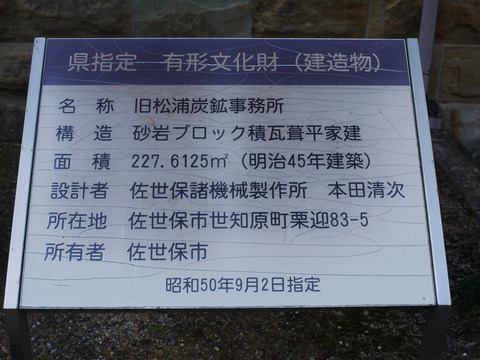 県指定　有形文化財（建造物）
名　称　旧松浦炭鉱事務所
構　造　砂岩ブロック積瓦葺平家建
面　積　227.6125㎡（明治45年建築）
設計者　佐世保諸機械製作所　本田清次
所在地　佐世保市世知原町栗迎83-5
所有者　佐世保市
昭和50年9月2日指定